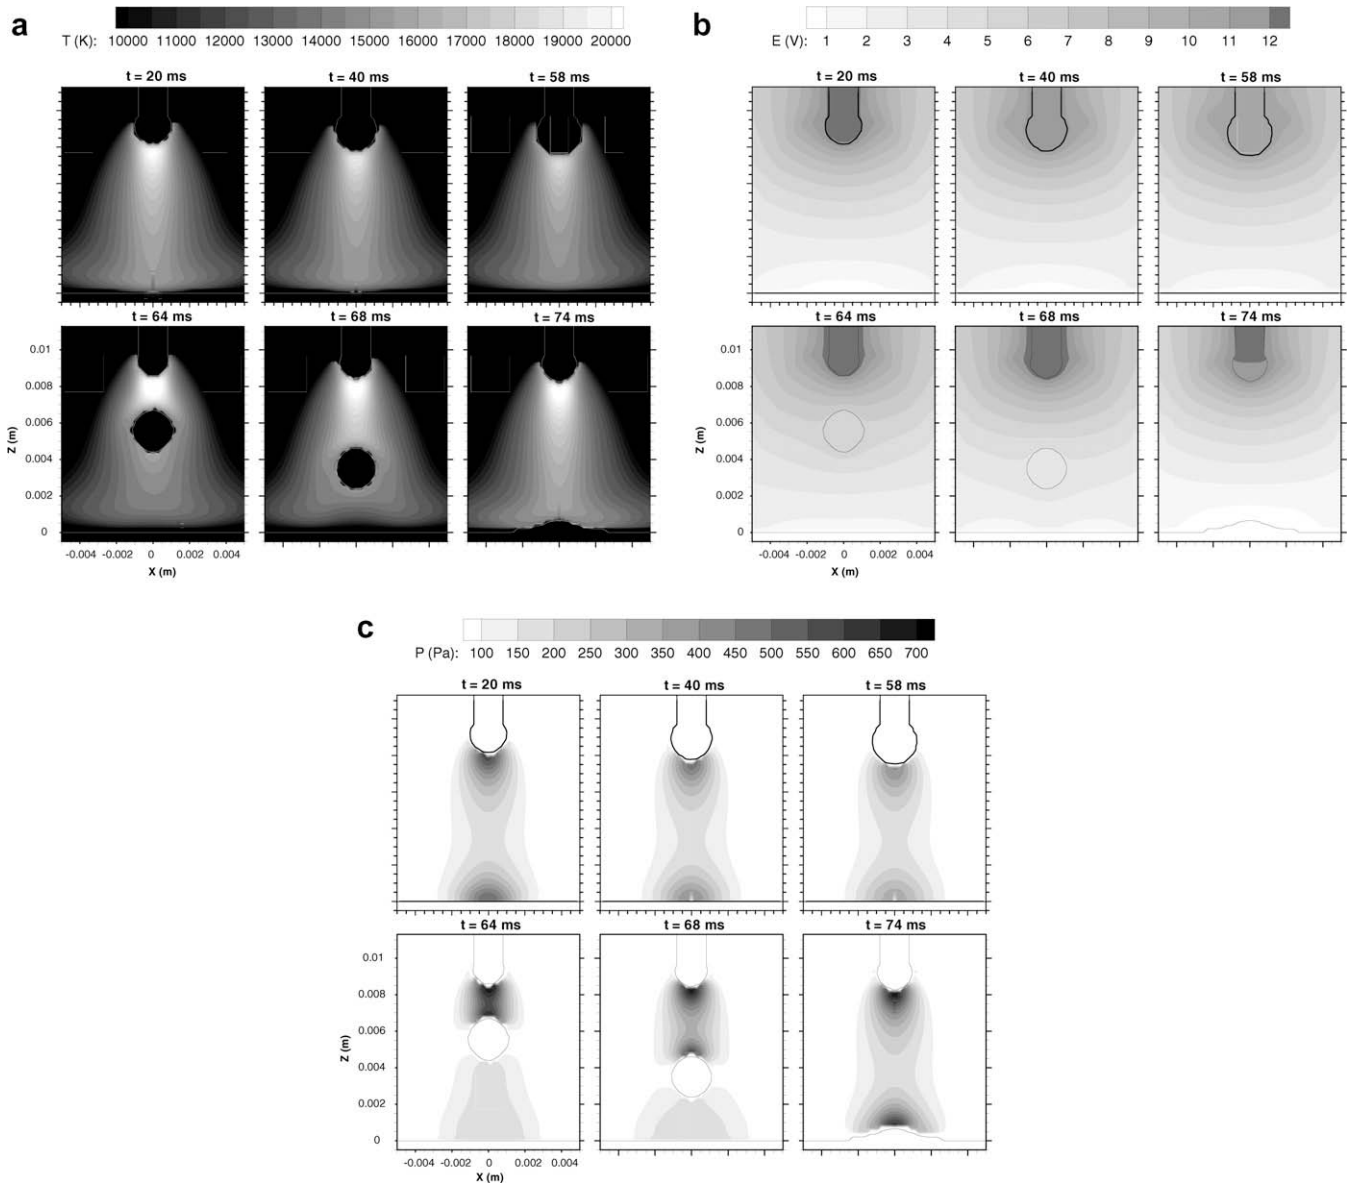 a
T (K): 10000 11000 12000 13000 14000 15000 16000 17000 18000 19000 20000
t = 20 ms t = 40 ms t = 58 ms
t = 64 ms t = 68 ms t = 74 ms
0.01
0.008
0.006
Z (m)
0.004
0.002
0
-0.004 -0.002 0 0.002 0.004
X (m)
b
E (V): 1 2 3 4 5 6 7 8 9 10 11 12
t = 20 ms t = 40 ms t = 58 ms
t = 64 ms t = 68 ms t = 74 ms
0.01
0.008
0.006
Z (m)
0.004
0.002
0
-0.004 -0.002 0 0.002 0.004
X (m)
c
P (Pa): 100 150 200 250 300 350 400 450 500 550 600 650 700
t = 20 ms t = 40 ms t = 58 ms
t = 64 ms t = 68 ms t = 74 ms
0.01
0.008
0.006
Z (m)
0.004
0.002
0
-0.004 -0.002 0 0.002 0.004
X (m)